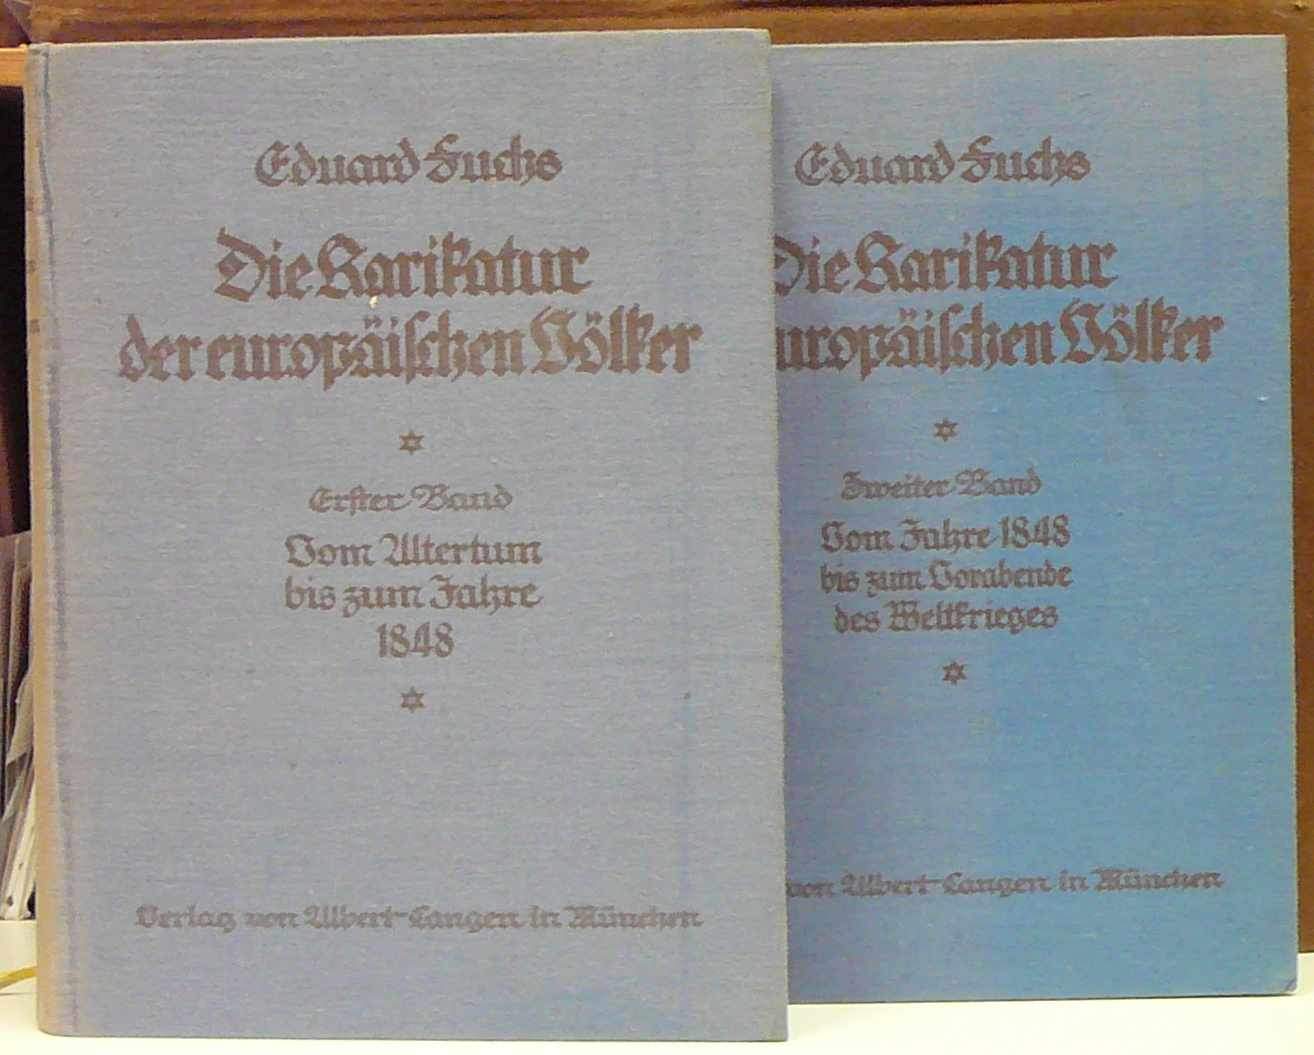 Eduard Fuchs
Die Karikatur
der europäischen Völker
Erster Band
Vom Altertum
bis zum Jahre
1848
Verlag von Albert Langen in München
Eduard Fuchs
Die Karikatur
uropäischen Völker
Zweiter Band
Vom Jahre 1848
bis zum Vorabende
des Weltkrieges
von Albert Langen in München